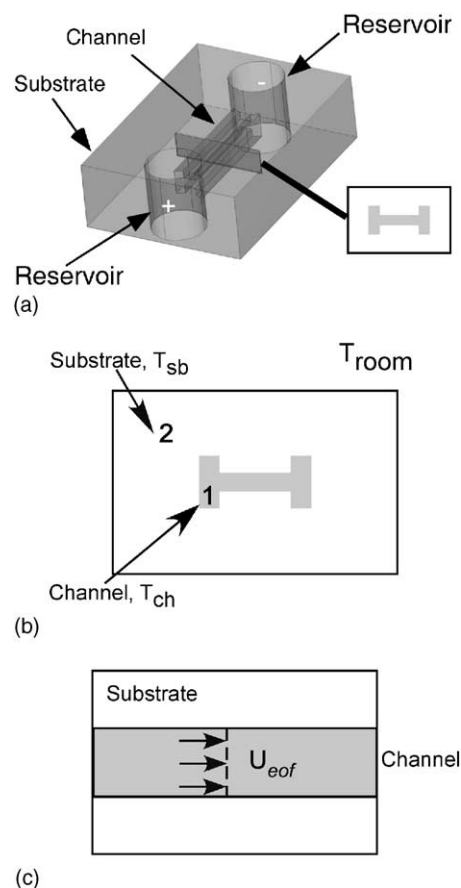 Reservoir
Channel
Substrate
-
+
Reservoir
(a)
Substrate, T_sb
T_room
2
1
Channel, T_ch
(b)
Substrate
U_eof
Channel
(c)